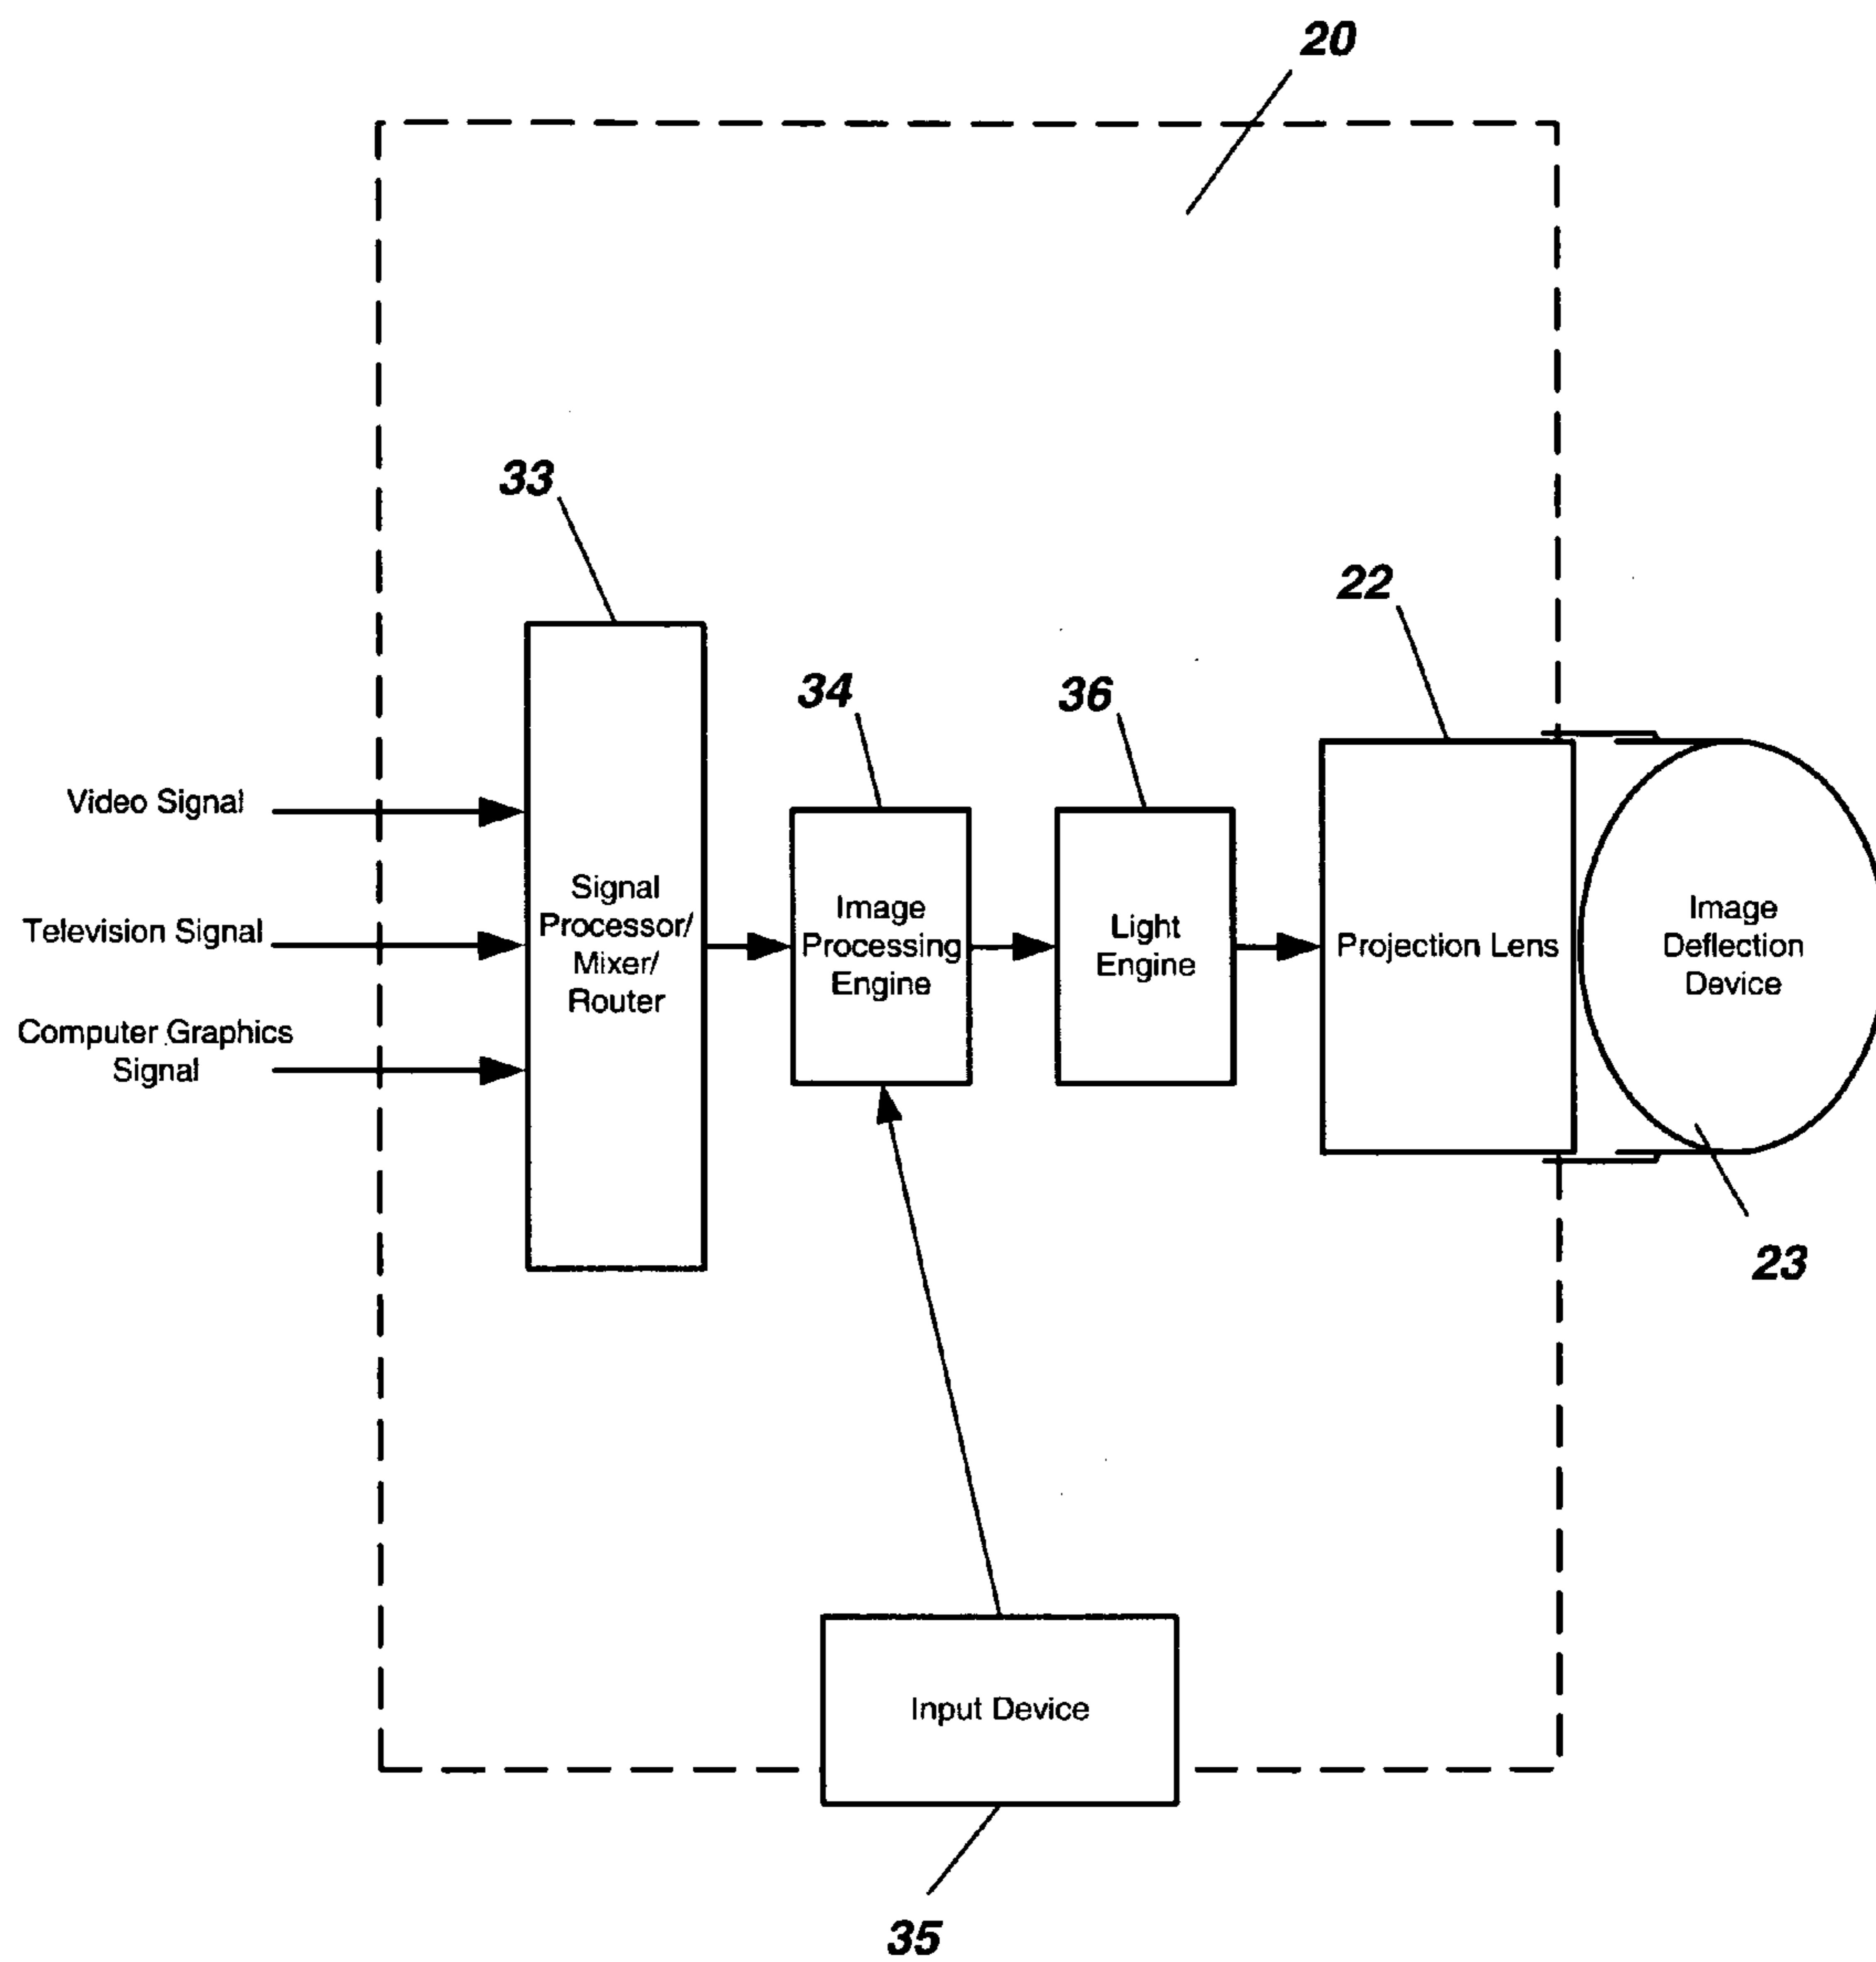 20
33
22
34
36
Video Signal
Television Signal
Computer Graphics
Signal
Signal
Processor/
Mixer/
Router
Image
Processing
Engine
Light
Engine
Projection Lens
Image
Deflection
Device
23
Input Device
35